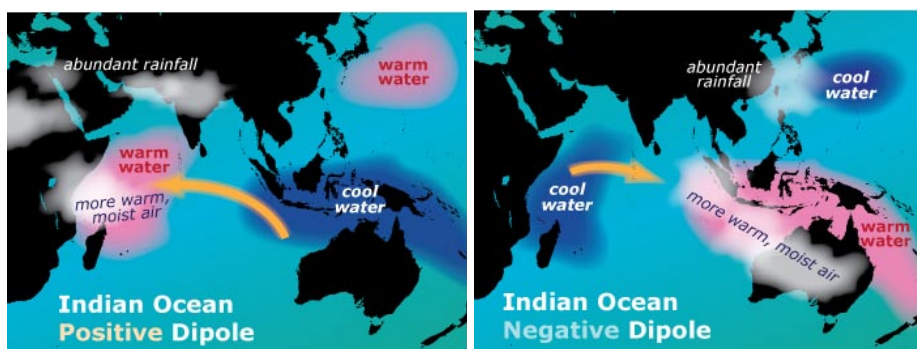 abundant rainfall
warm
water
warm
water
more warm,
moist air
cool
water
Indian Ocean
Positive Dipole
abundant
rainfall
cool
water
cool
water
more warm, moist air
warm
water
Indian Ocean
Negative Dipole